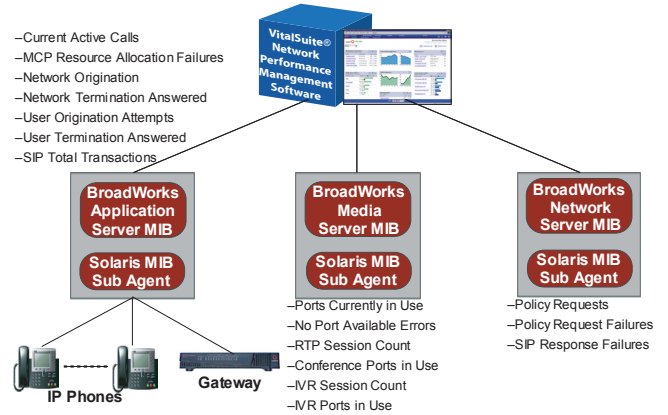 VitalSuite®
Network
Performance
Management
Software
–Current Active Calls
–MCP Resource Allocation Failures
–Network Origination
–Network Termination Answered
–User Origination Attempts
–User Termination Answered
–SIP Total Transactions
BroadWorks
Application
Server MIB
Solaris MIB
Sub Agent
BroadWorks
Media
Server MIB
Solaris MIB
Sub Agent
BroadWorks
Network
Server MIB
Solaris MIB
Sub Agent
–Ports Currently in Use
–No Port Available Errors
–RTP Session Count
–Conference Ports in Use
–IVR Session Count
–IVR Ports in Use
–Policy Requests
–Policy Request Failures
–SIP Response Failures
IP Phones
Gateway